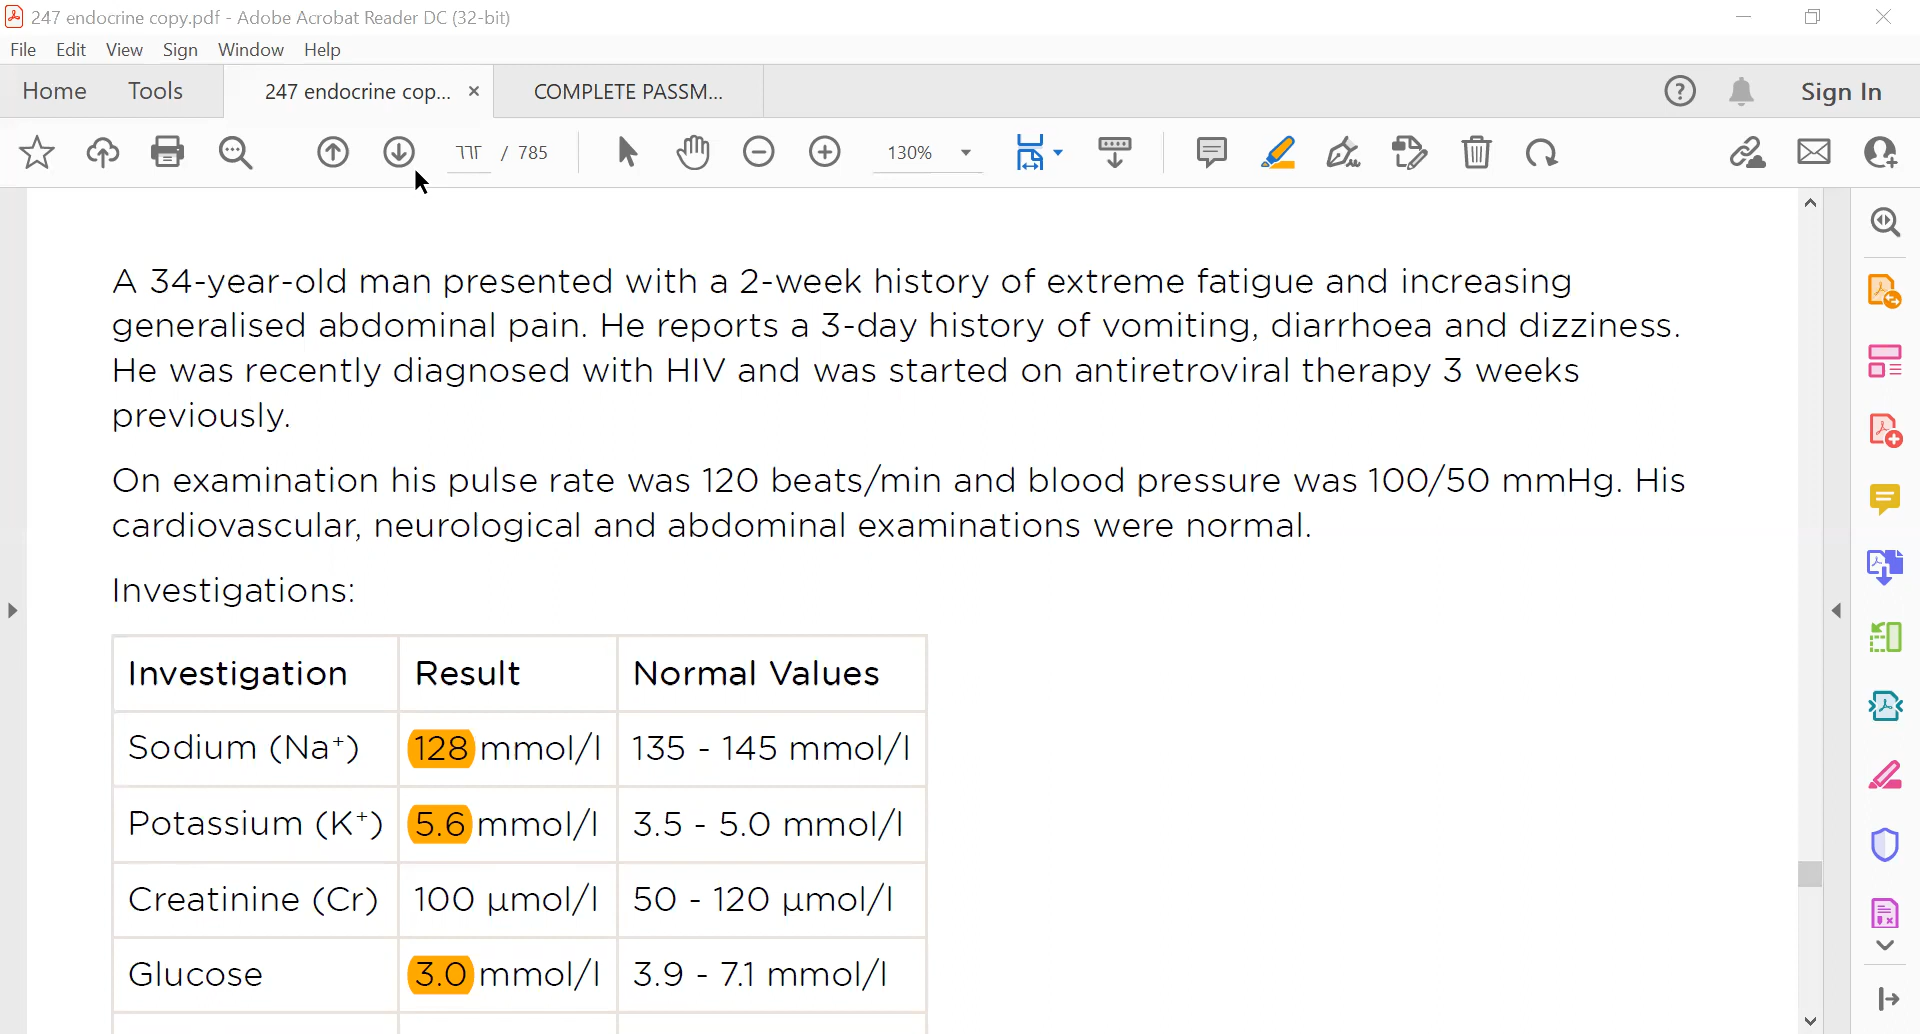 247 endocrine copy.pdf - Adobe Acrobat Reader DC (32-bit)
File Edit View Sign Window Help
Home Tools 247 endocrine cop... × COMPLETE PASSM... Sign In
٦٦٣ / 785 130%
A 34-year-old man presented with a 2-week history of extreme fatigue and increasing
generalised abdominal pain. He reports a 3-day history of vomiting, diarrhoea and dizziness.
He was recently diagnosed with HIV and was started on antiretroviral therapy 3 weeks
previously.
On examination his pulse rate was 120 beats/min and blood pressure was 100/50 mmHg. His
cardiovascular, neurological and abdominal examinations were normal.
Investigations:
Investigation Result Normal Values
Sodium (Na⁺) 128 mmol/l 135 - 145 mmol/l
Potassium (K⁺) 5.6 mmol/l 3.5 - 5.0 mmol/l
Creatinine (Cr) 100 µmol/l 50 - 120 µmol/l
Glucose 3.0 mmol/l 3.9 - 7.1 mmol/l